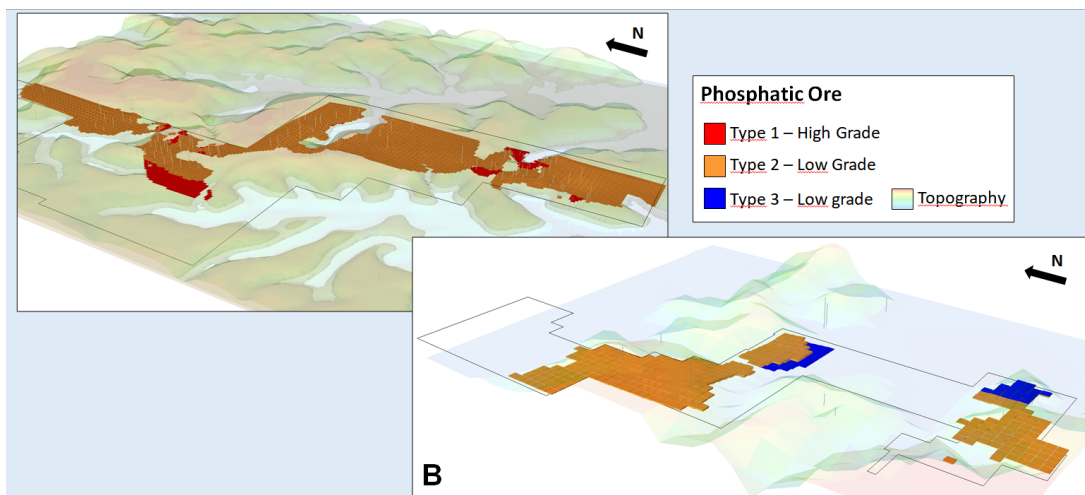 N
Phosphatic Ore
Type 1 – High Grade
Type 2 – Low Grade
Type 3 – Low grade
Topography
N
B